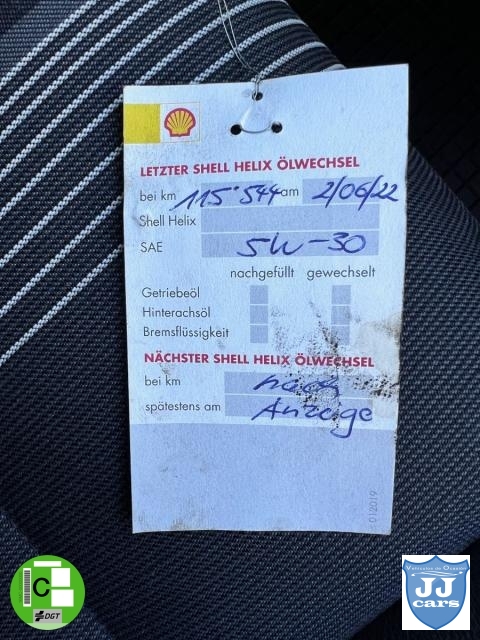 LETZTER SHELL HELIX ÖLWECHSEL
bei km 115'544 am 2/06/22
Shell Helix
SAE 5W-30
nachgefüllt gewechselt
Getriebeöl
Hinterachsöl
Bremsflüssigkeit
NÄCHSTER SHELL HELIX ÖLWECHSEL
bei km nach
spätestens am Anzeige
012019
C
DGT
JJ
cars